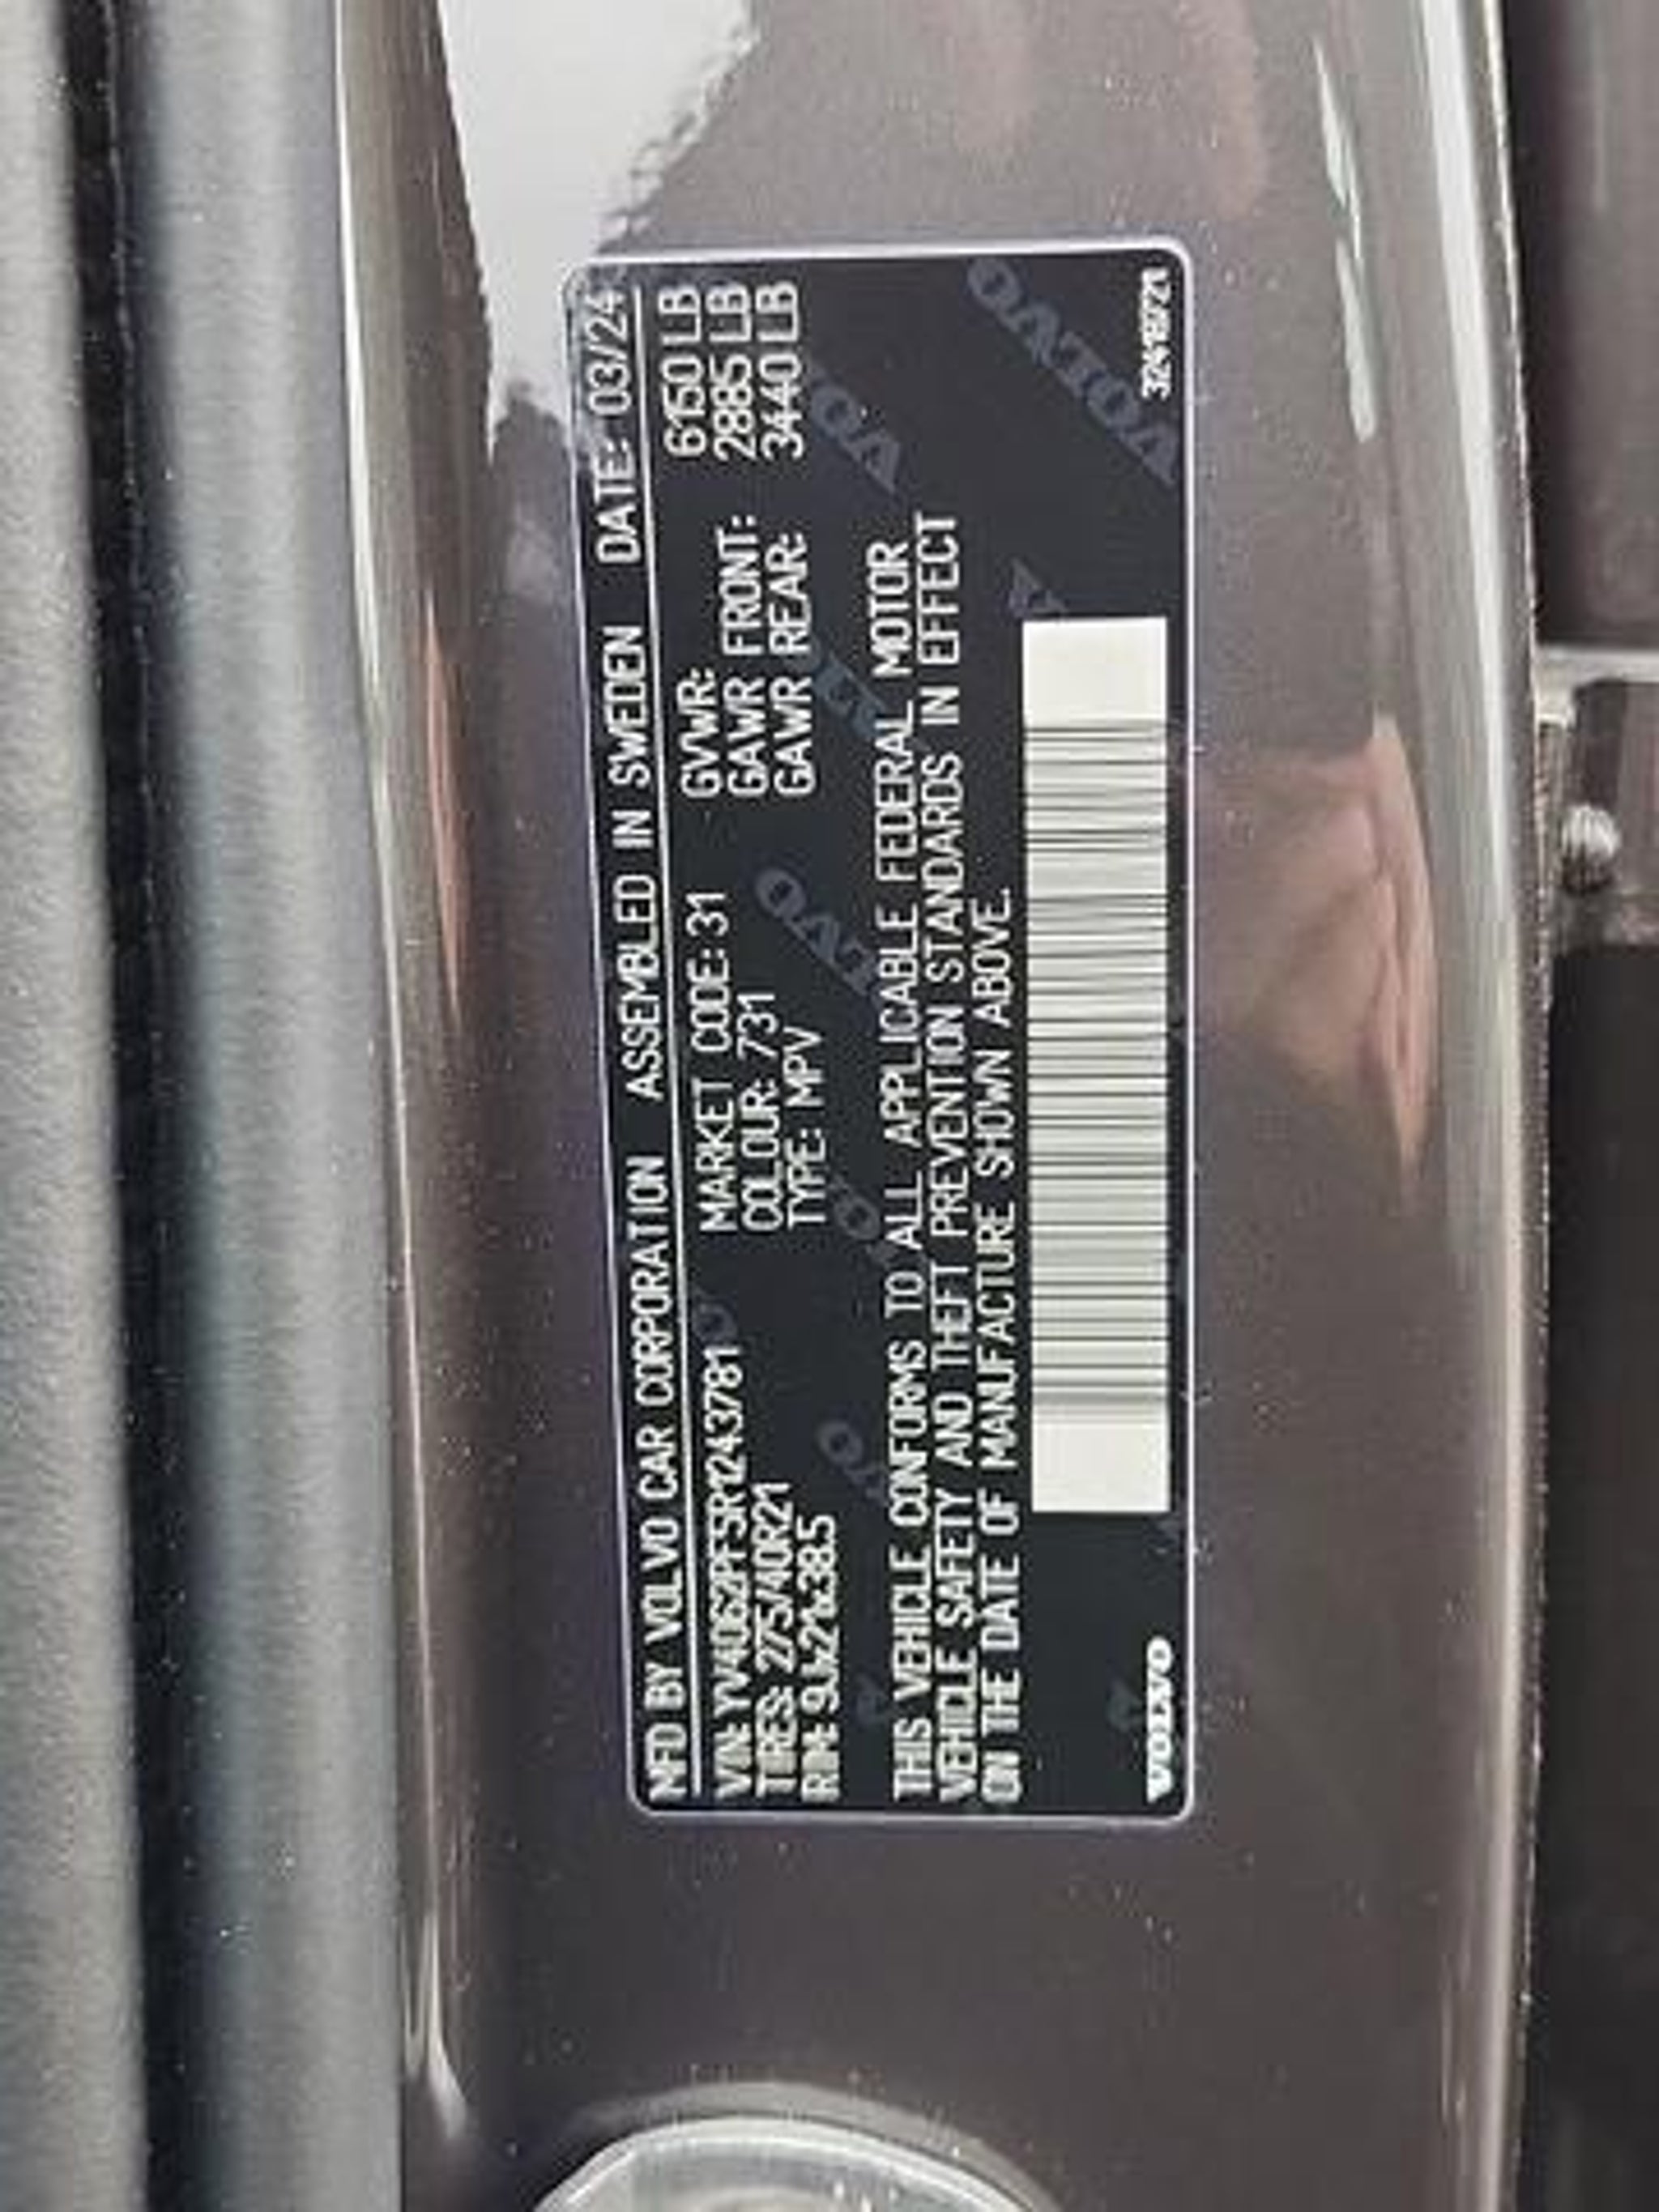 MFD BY VOLVO CAR CORPORATION ASSEMBLED IN SWEDEN DATE: 03/24
VIN: YV4062PFSR1243781 MARKET CODE: 31 GVWR: 6150 LB
TIRES: 275/40R21 COLOUR: 731 GAWR FRONT: 2885 LB
RIM: 9Jx21x38.5 TYPE: MPV GAWR REAR: 3440 LB
THIS VEHICLE CONFORMS TO ALL APPLICABLE FEDERAL MOTOR
VEHICLE SAFETY AND THEFT PREVENTION STANDARDS IN EFFECT
ON THE DATE OF MANUFACTURE SHOWN ABOVE.
VOLVO